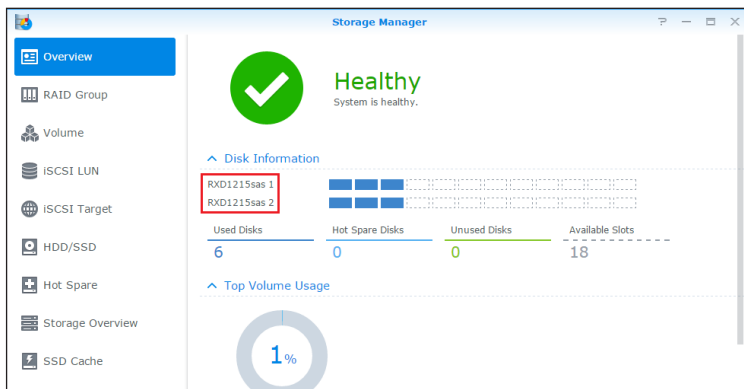 Storage Manager
Overview
RAID Group
Volume
iSCSI LUN
iSCSI Target
HDD/SSD
Hot Spare
Storage Overview
SSD Cache
Healthy
System is healthy.
Disk Information
RXD1215sas 1
RXD1215sas 2
Used Disks Hot Spare Disks Unused Disks Available Slots
6 0 0 18
Top Volume Usage
1%